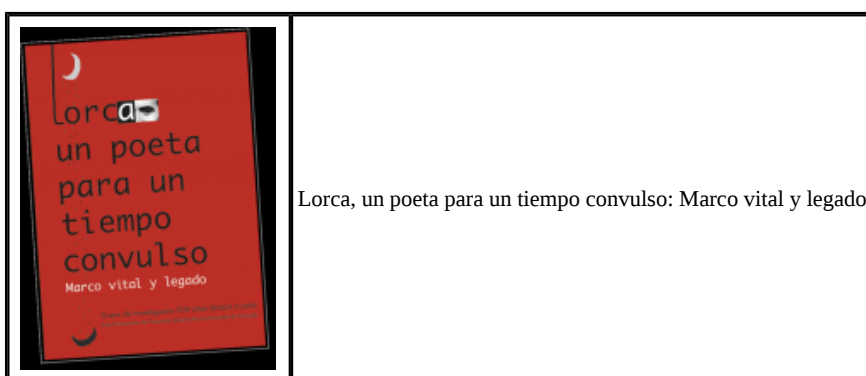 Lorca
un poeta
para un
tiempo
convulso
Marco vital y legado
Lorca, un poeta para un tiempo convulso: Marco vital y legado